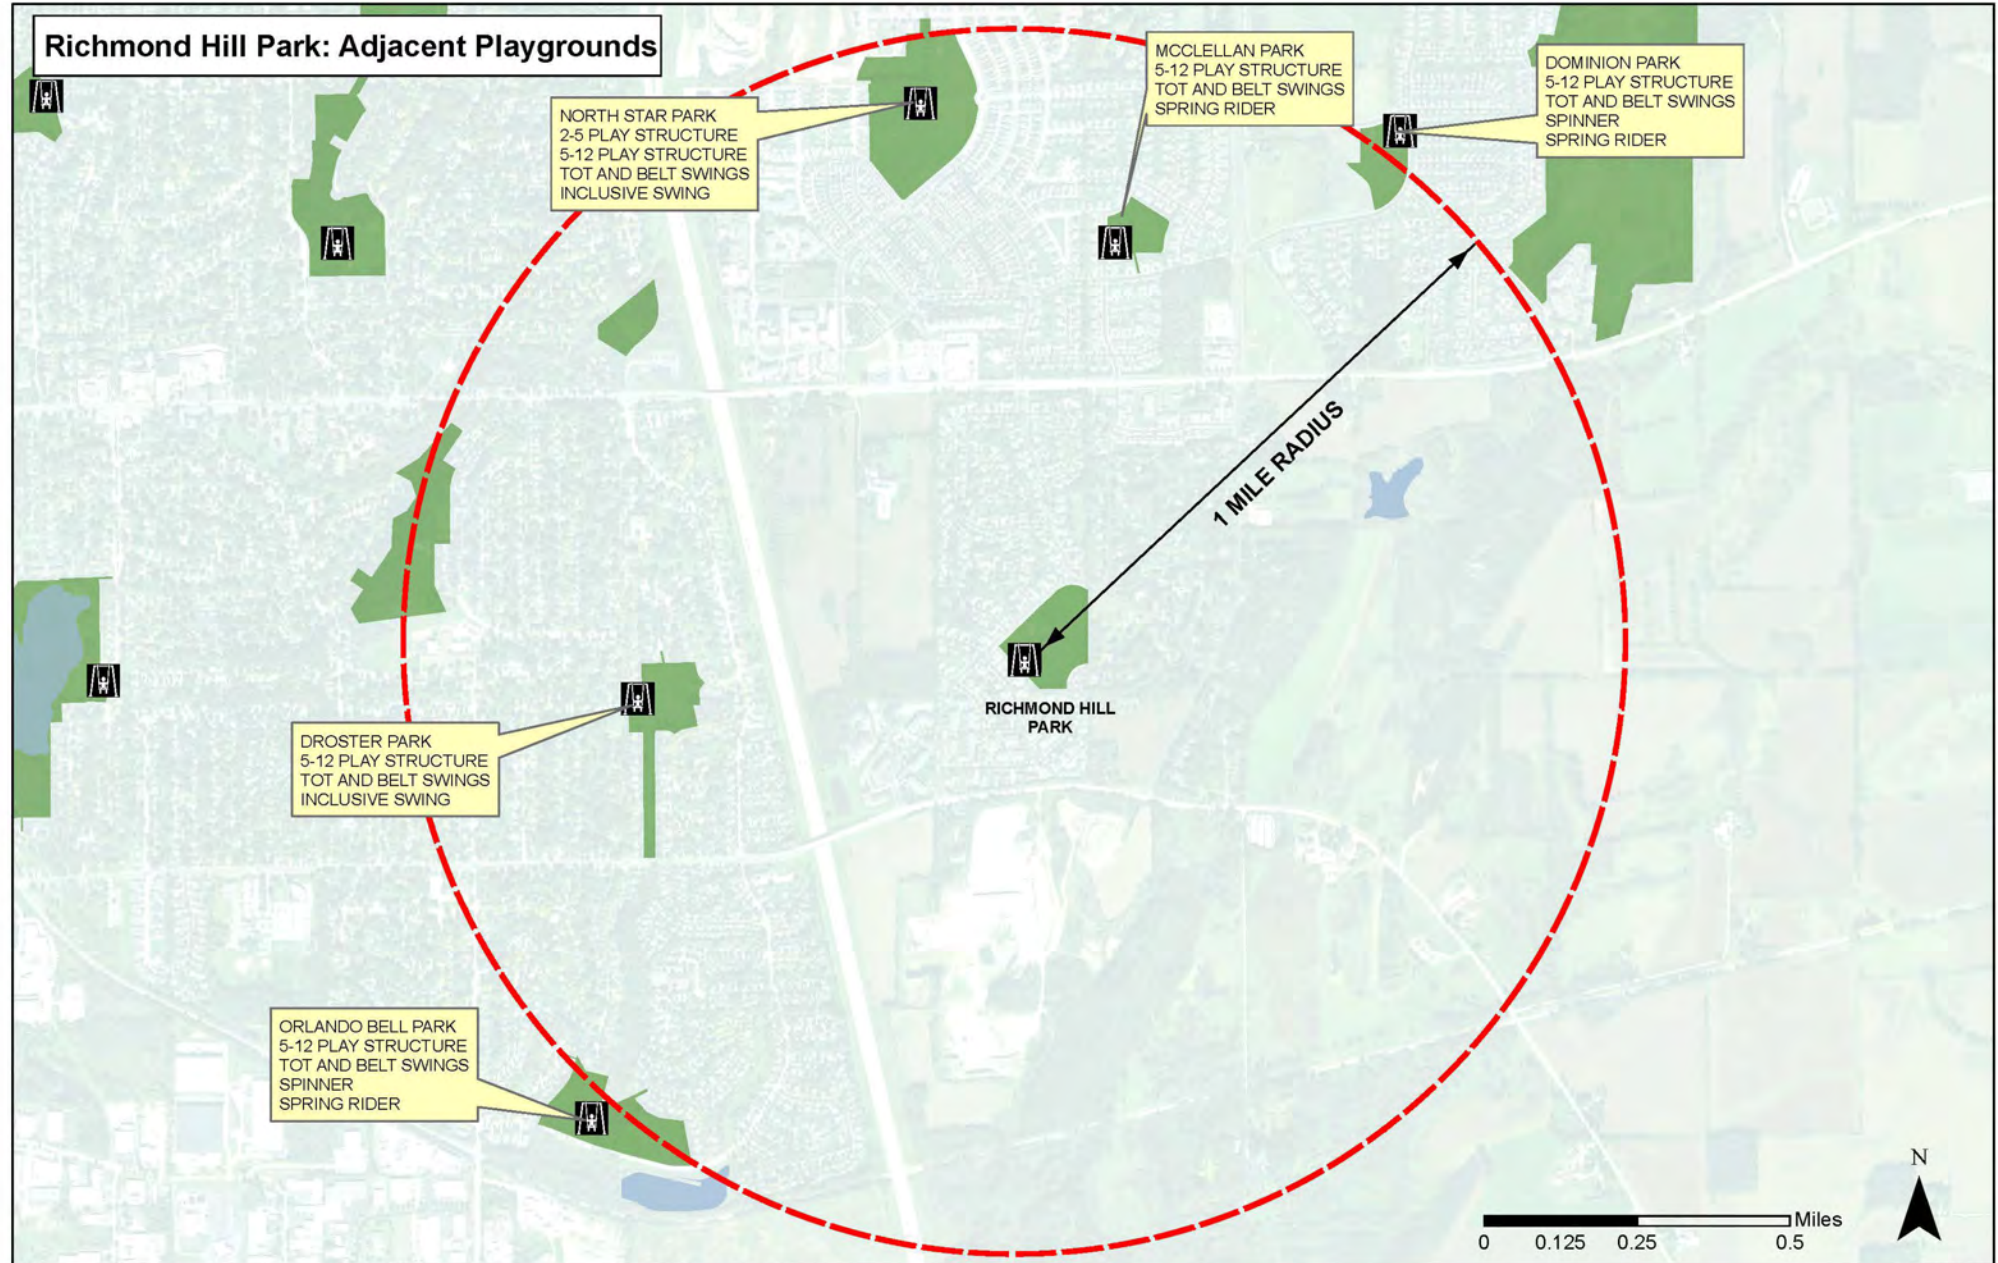 Richmond Hill Park: Adjacent Playgrounds
NORTH STAR PARK
2-5 PLAY STRUCTURE
5-12 PLAY STRUCTURE
TOT AND BELT SWINGS
INCLUSIVE SWING
MCCLELLAN PARK
5-12 PLAY STRUCTURE
TOT AND BELT SWINGS
SPRING RIDER
DOMINION PARK
5-12 PLAY STRUCTURE
TOT AND BELT SWINGS
SPINNER
SPRING RIDER
1 MILE RADIUS
RICHMOND HILL
PARK
DROSTER PARK
5-12 PLAY STRUCTURE
TOT AND BELT SWINGS
INCLUSIVE SWING
ORLANDO BELL PARK
5-12 PLAY STRUCTURE
TOT AND BELT SWINGS
SPINNER
SPRING RIDER
N
Miles
0 0.125 0.25 0.5